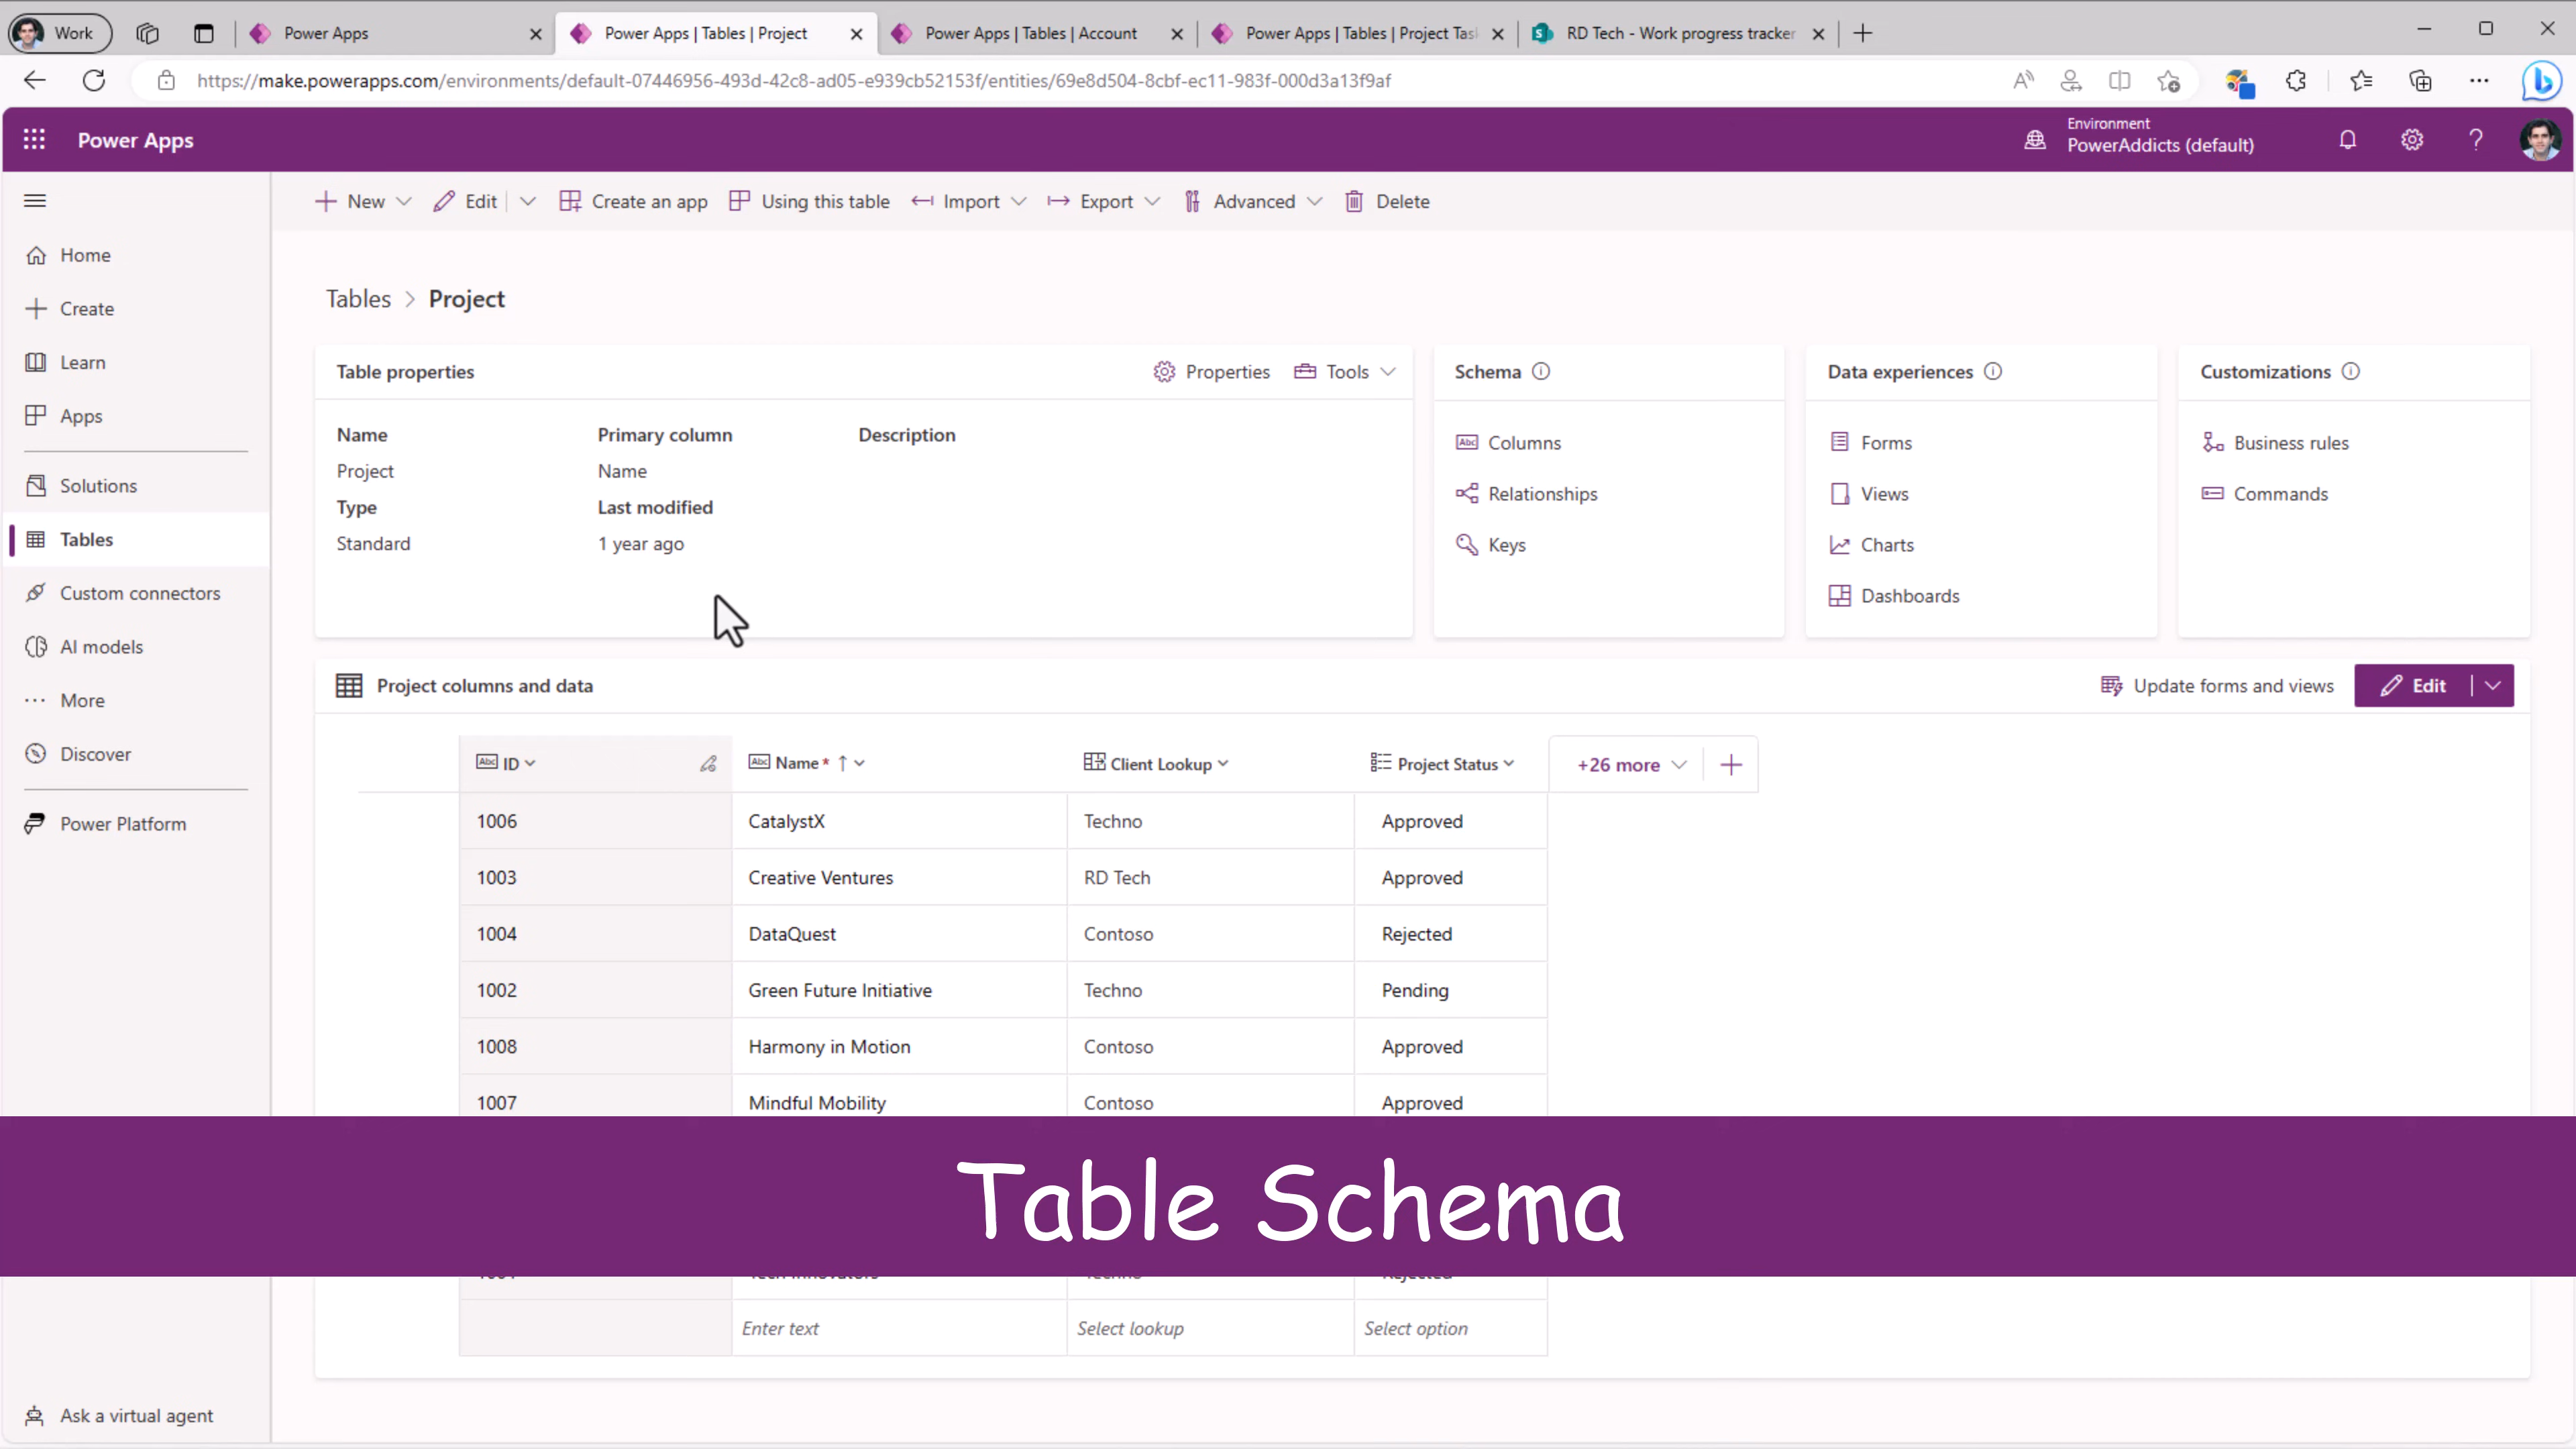 Work
Power Apps
Power Apps | Tables | Project
Power Apps | Tables | Account
Power Apps | Tables | Project Tas
RD Tech - Work progress tracker
https://make.powerapps.com/environments/default-07446956-493d-42c8-ad05-e939cb52153f/entities/69e8d504-8cbf-ec11-983f-000d3a13f9af
Power Apps
Environment
PowerAddicts (default)
New Edit Create an app Using this table Import Export Advanced Delete
Home
Create
Learn
Apps
Solutions
Tables
Custom connectors
AI models
More
Discover
Power Platform
Ask a virtual agent
Tables > Project
Table properties Properties Tools
Name Primary column Description
Project Name
Type Last modified
Standard 1 year ago
Schema
Columns
Relationships
Keys
Data experiences
Forms
Views
Charts
Dashboards
Customizations
Business rules
Commands
Project columns and data Update forms and views Edit
Abc ID Abc Name * ↑ Client Lookup Project Status +26 more
1006 CatalystX Techno Approved
1003 Creative Ventures RD Tech Approved
1004 DataQuest Contoso Rejected
1002 Green Future Initiative Techno Pending
1008 Harmony in Motion Contoso Approved
1007 Mindful Mobility Contoso Approved
Table Schema
Enter text Select lookup Select option